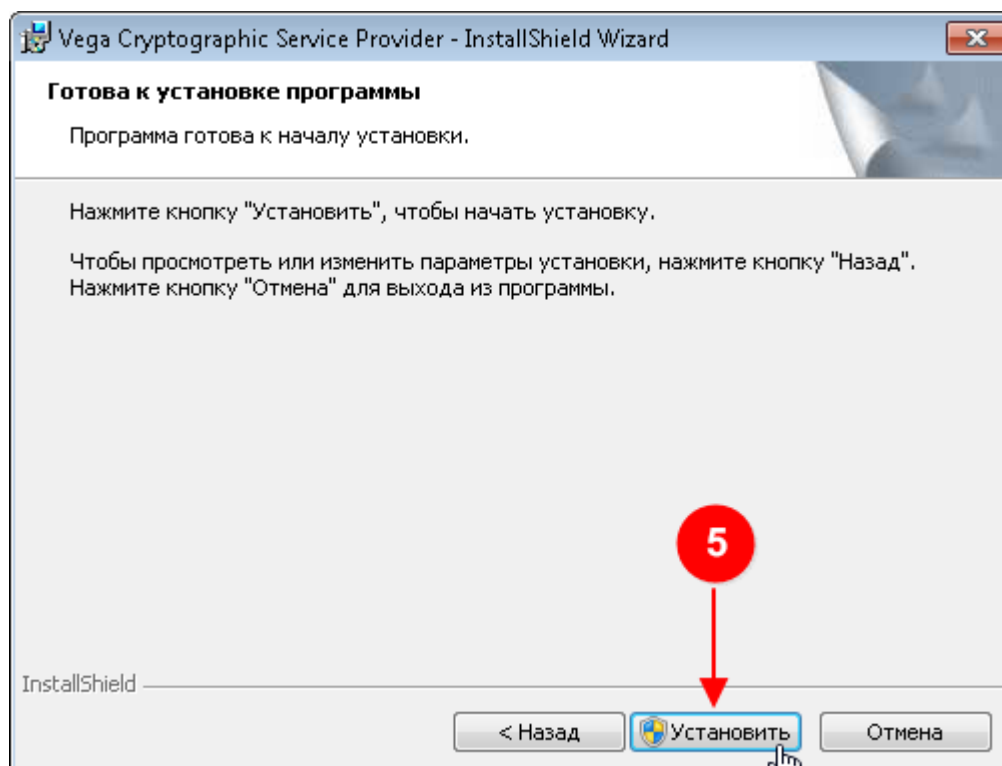 Vega Cryptographic Service Provider - InstallShield Wizard
Готова к установке программы
Программа готова к началу установки.
Нажмите кнопку "Установить", чтобы начать установку.
Чтобы просмотреть или изменить параметры установки, нажмите кнопку "Назад".
Нажмите кнопку "Отмена" для выхода из программы.
5
InstallShield
< Назад Установить Отмена